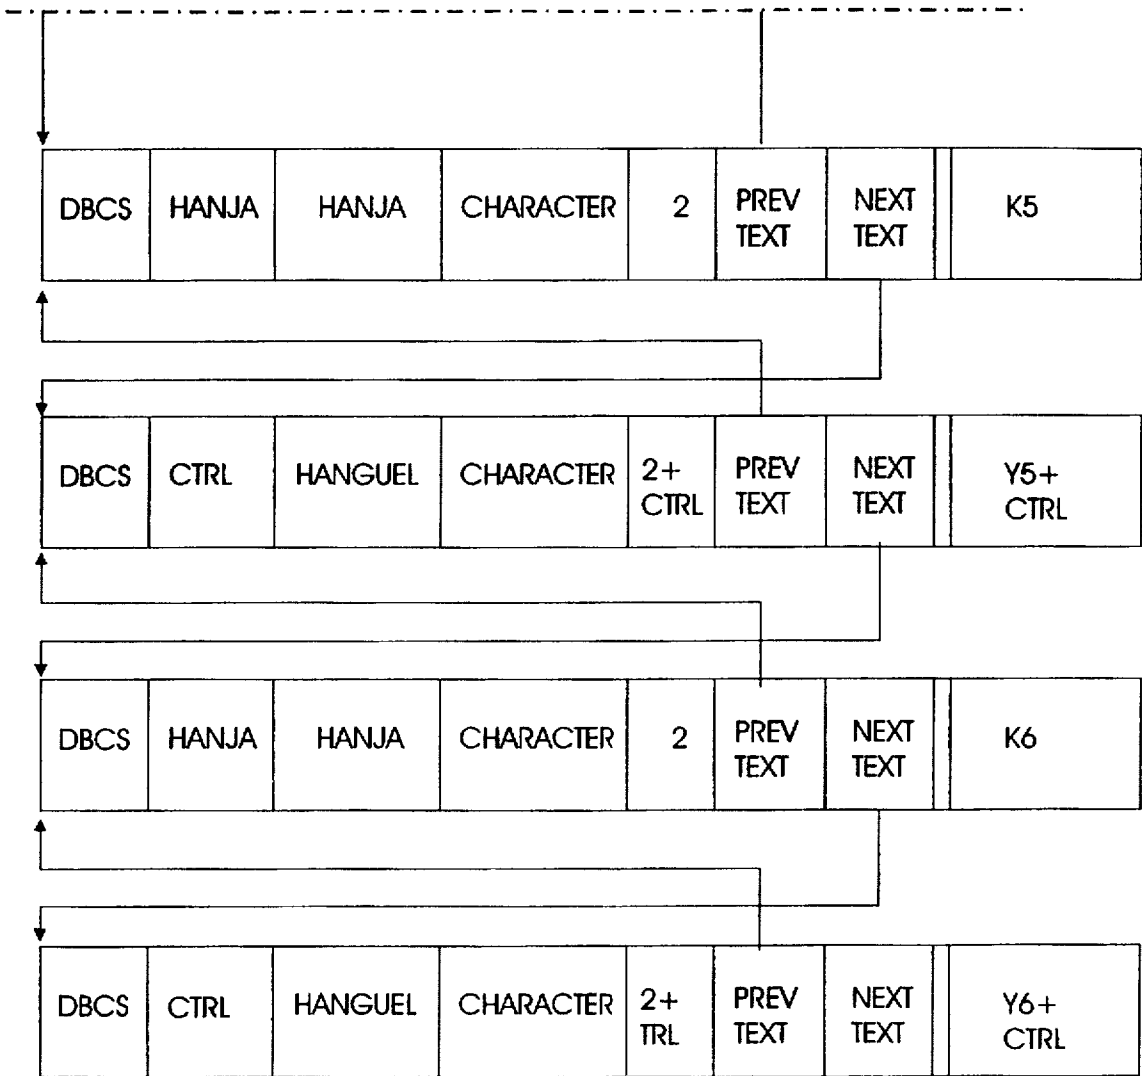 DBCS HANJA HANJA CHARACTER 2 PREV TEXT NEXT TEXT K5
DBCS CTRL HANGUEL CHARACTER 2+ CTRL PREV TEXT NEXT TEXT Y5+ CTRL
DBCS HANJA HANJA CHARACTER 2 PREV TEXT NEXT TEXT K6
DBCS CTRL HANGUEL CHARACTER 2+ TRL PREV TEXT NEXT TEXT Y6+ CTRL